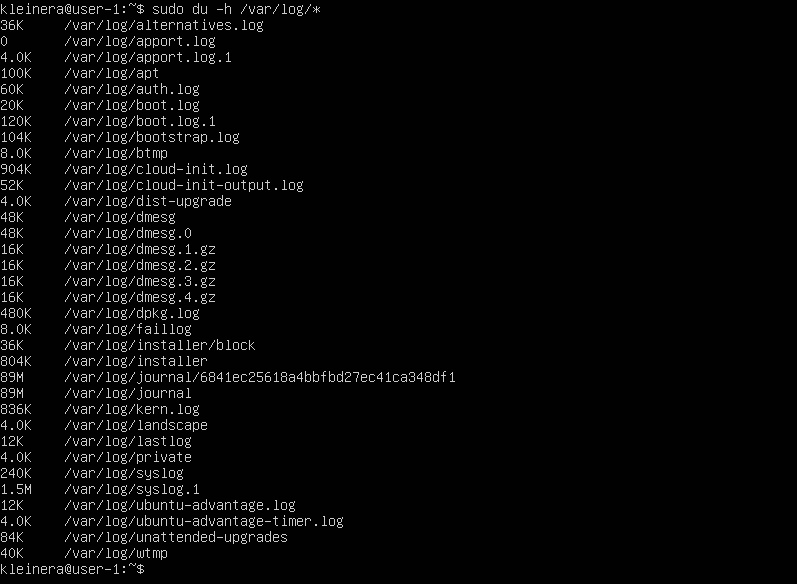 kleinera@user-1:~$ sudo du -h /var/log/*
36K /var/log/alternatives.log
0 /var/log/apport.log
4.0K /var/log/apport.log.1
100K /var/log/apt
60K /var/log/auth.log
20K /var/log/boot.log
120K /var/log/boot.log.1
104K /var/log/bootstrap.log
8.0K /var/log/btmp
904K /var/log/cloud-init.log
52K /var/log/cloud-init-output.log
4.0K /var/log/dist-upgrade
48K /var/log/dmesg
48K /var/log/dmesg.0
16K /var/log/dmesg.1.gz
16K /var/log/dmesg.2.gz
16K /var/log/dmesg.3.gz
16K /var/log/dmesg.4.gz
480K /var/log/dpkg.log
8.0K /var/log/faillog
36K /var/log/installer/block
804K /var/log/installer
89M /var/log/journal/6841ec25618a4bbfbd27ec41ca348df1
89M /var/log/journal
836K /var/log/kern.log
4.0K /var/log/landscape
12K /var/log/lastlog
4.0K /var/log/private
240K /var/log/syslog
1.5M /var/log/syslog.1
12K /var/log/ubuntu-advantage.log
4.0K /var/log/ubuntu-advantage-timer.log
84K /var/log/unattended-upgrades
40K /var/log/wtmp
kleinera@user-1:~$